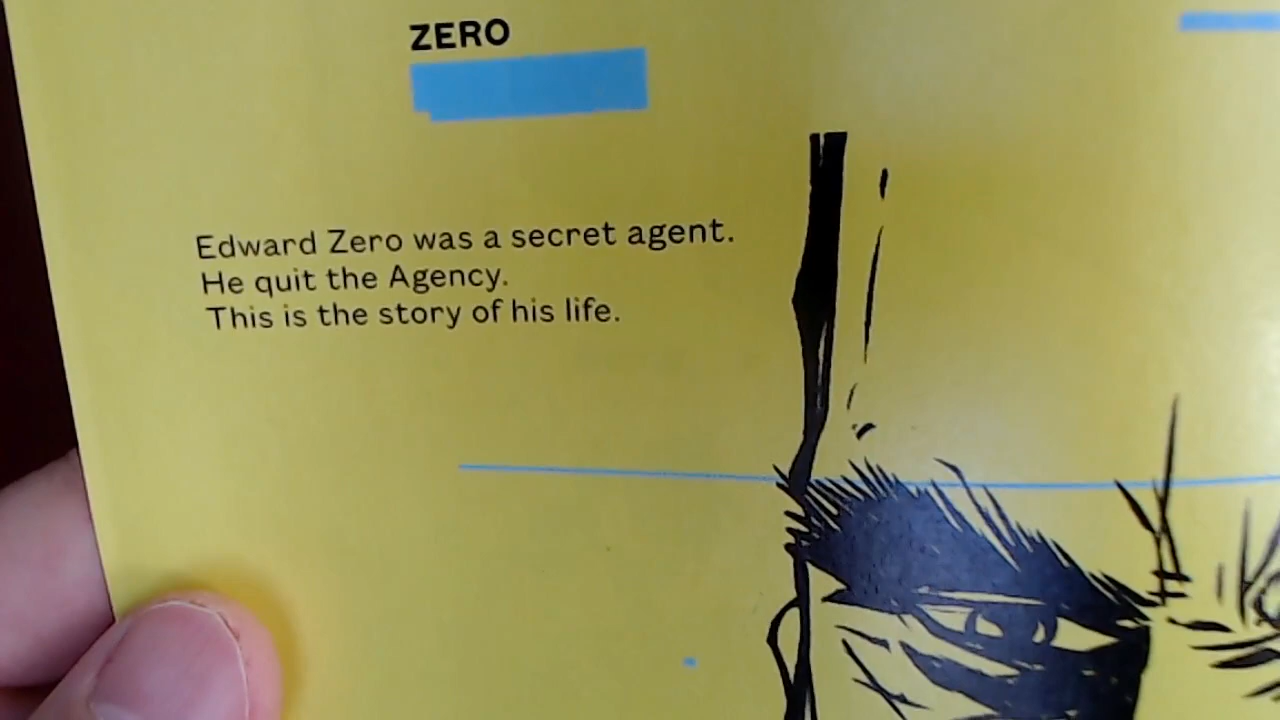 ZERO
Edward Zero was a secret agent.
He quit the Agency.
This is the story of his life.